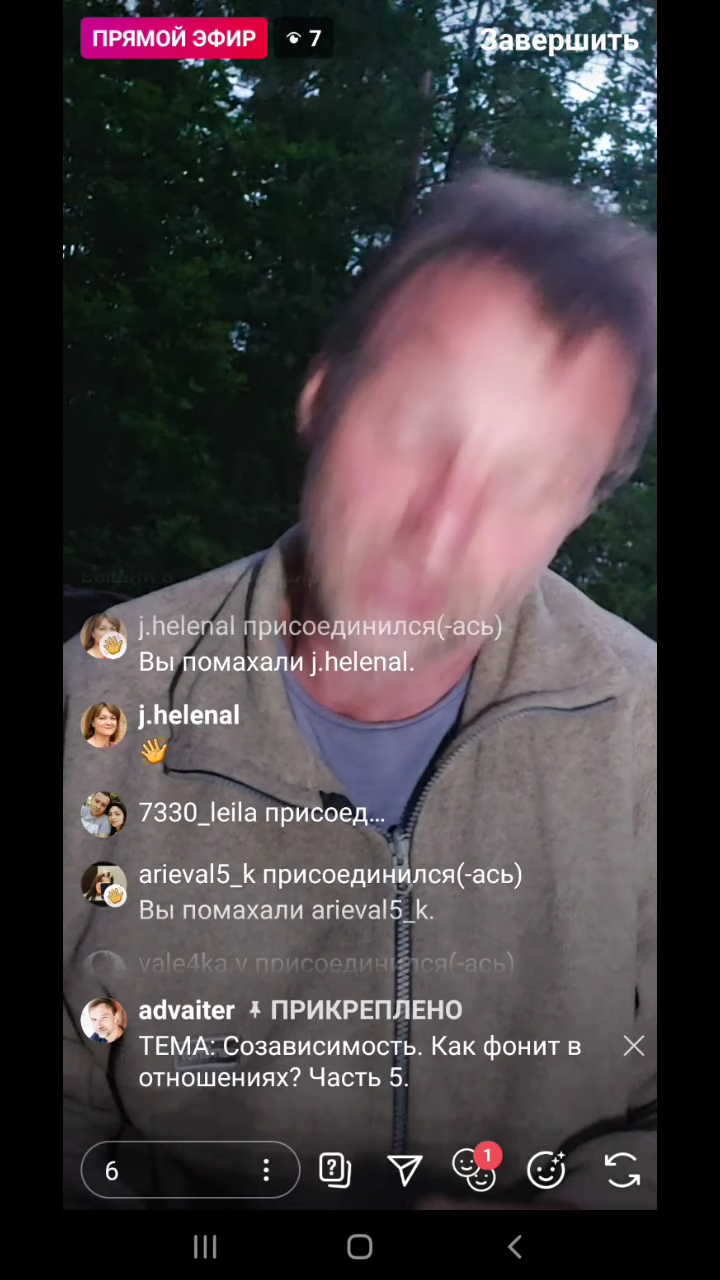 ПРЯМОЙ ЭФИР
7
Завершить
j.helenal присоединился(-ась)
Вы помахали j.helenal.
j.helenal
7330_leila присоед...
arieval5_k присоединился(-ась)
Вы помахали arieval5_k.
vale4ka.v присоединился(-ась)
advaiter ПРИКРЕПЛЕНО
ТЕМА: Созависимость. Как фонит в
отношениях? Часть 5.
6
1